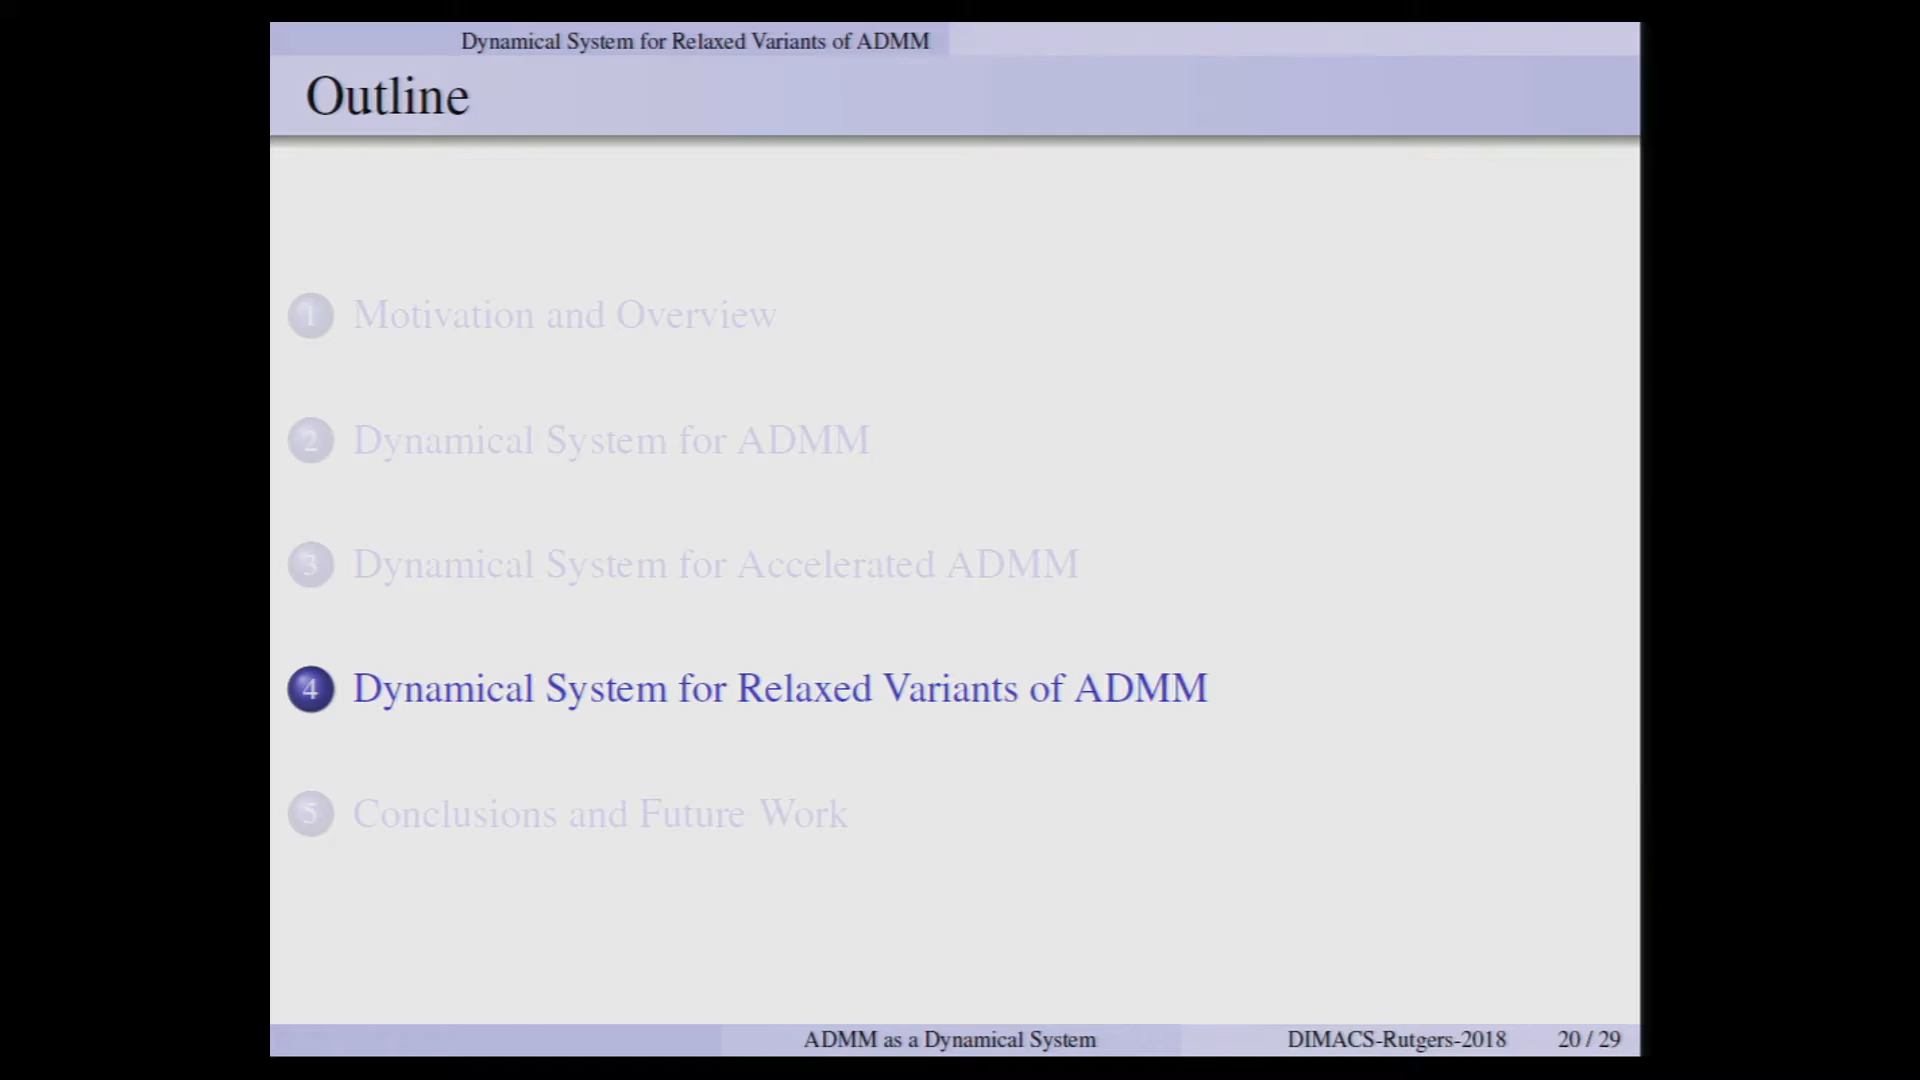 Dynamical System for Relaxed Variants of ADMM
Outline
1 Motivation and Overview
2 Dynamical System for ADMM
3 Dynamical System for Accelerated ADMM
4 Dynamical System for Relaxed Variants of ADMM
5 Conclusions and Future Work
ADMM as a Dynamical System DIMACS-Rutgers-2018 20 / 29